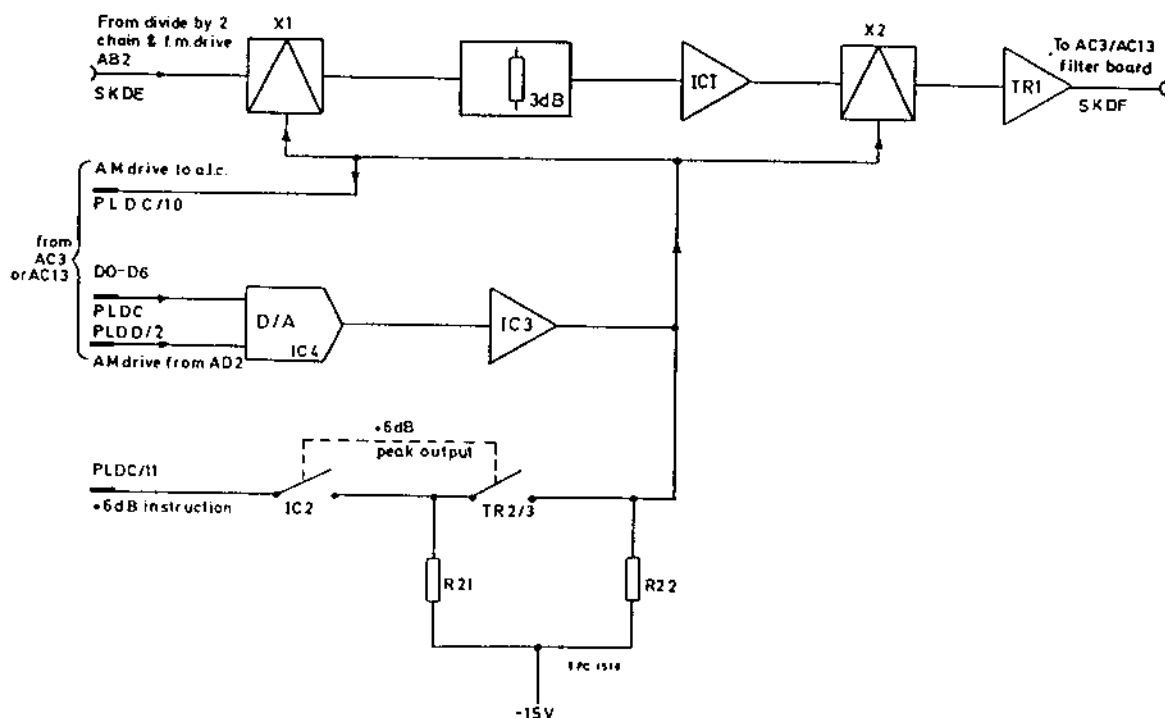 From divide by 2
chain & f.m.drive
AB2
SKDE
X1
3dB
IC1
X2
TR1
To AC3/AC13
filter board
SKDF
AM drive to a.l.c.
PLDC/10
from
AC3
or AC13
D0-D6
PLDC
PLDD/2
AM drive from AD2
D/A
IC4
IC3
+6dB
peak output
PLDC/11
+6dB instruction
IC2
TR2/3
R21
R22
-15V